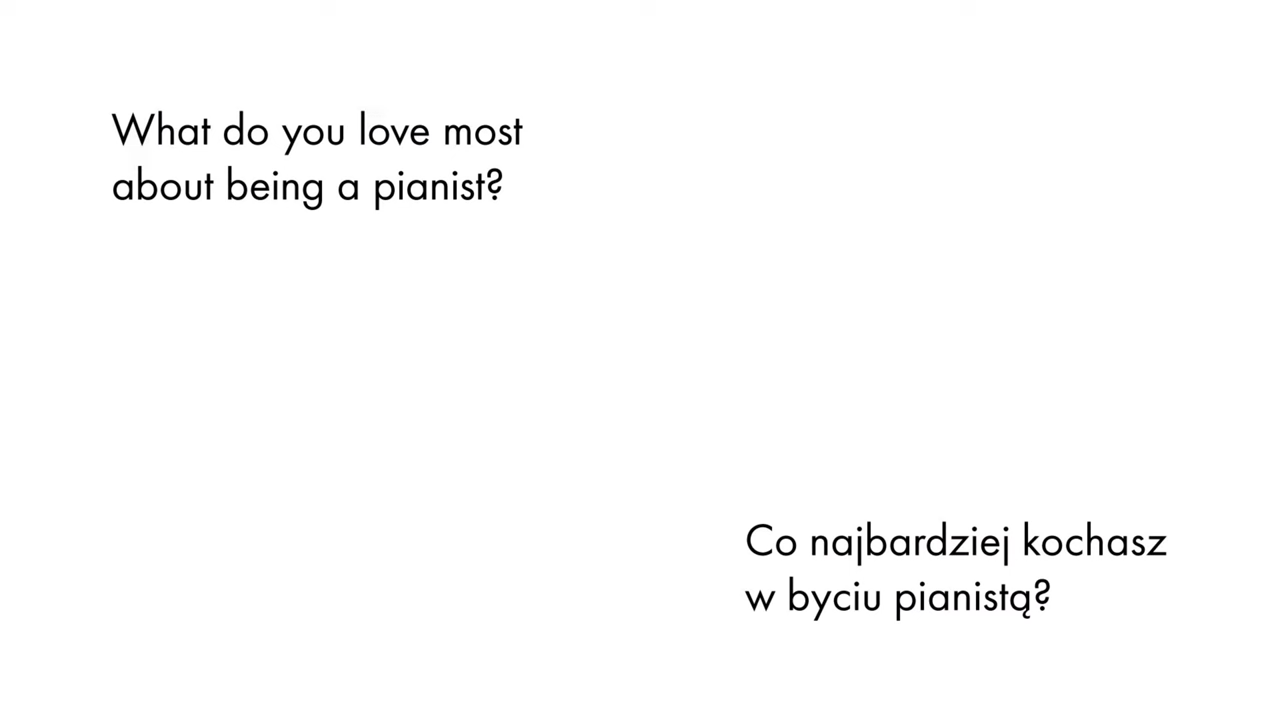 What do you love most
about being a pianist?
Co najbardziej kochasz
w byciu pianistą?